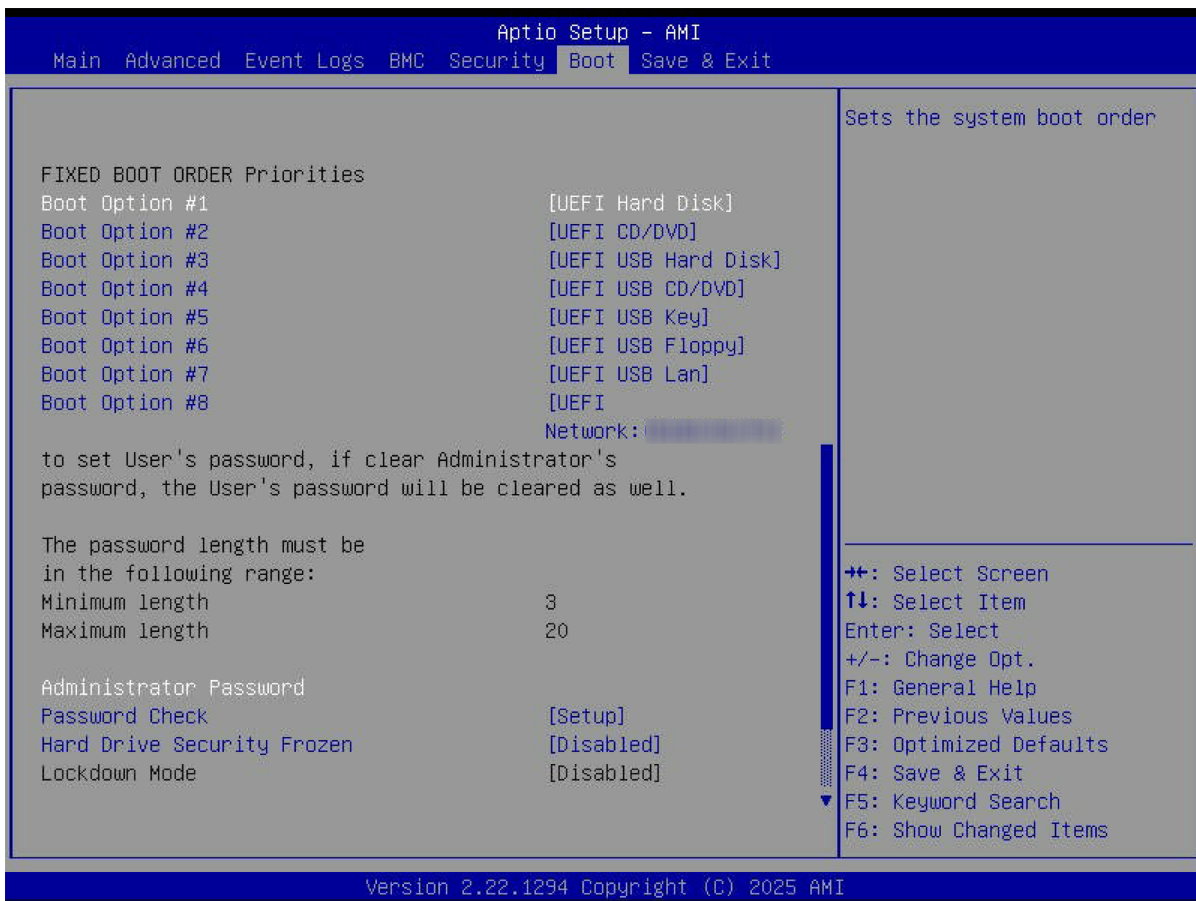 Aptio Setup – AMI
Main Advanced Event Logs BMC Security Boot Save & Exit
Sets the system boot order
FIXED BOOT ORDER Priorities
Boot Option #1 [UEFI Hard Disk]
Boot Option #2 [UEFI CD/DVD]
Boot Option #3 [UEFI USB Hard Disk]
Boot Option #4 [UEFI USB CD/DVD]
Boot Option #5 [UEFI USB Key]
Boot Option #6 [UEFI USB Floppy]
Boot Option #7 [UEFI USB Lan]
Boot Option #8 [UEFI
Network:
to set User's password, if clear Administrator's
password, the User's password will be cleared as well.
The password length must be
in the following range:
Minimum length 3
Maximum length 20
Administrator Password
Password Check [Setup]
Hard Drive Security Frozen [Disabled]
Lockdown Mode [Disabled]
→←: Select Screen
↑↓: Select Item
Enter: Select
+/-: Change Opt.
F1: General Help
F2: Previous Values
F3: Optimized Defaults
F4: Save & Exit
F5: Keyword Search
F6: Show Changed Items
Version 2.22.1294 Copyright (C) 2025 AMI